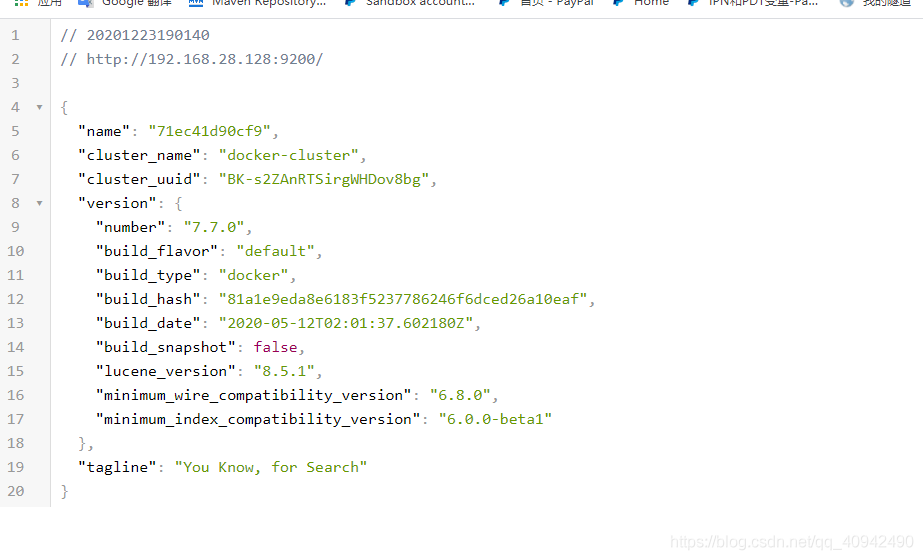 应用 Google 翻译 Maven Repository... Sandbox account... 首页 - PayPal Home IPN和PDT变量-Pa... 我的隧道
1 // 20201223190140
2 // http://192.168.28.128:9200/
3
4 {
5 "name": "71ec41d90cf9",
6 "cluster_name": "docker-cluster",
7 "cluster_uuid": "BK-s2ZAnRTSirgWHDov8bg",
8 "version": {
9 "number": "7.7.0",
10 "build_flavor": "default",
11 "build_type": "docker",
12 "build_hash": "81a1e9eda8e6183f5237786246f6dced26a10eaf",
13 "build_date": "2020-05-12T02:01:37.602180Z",
14 "build_snapshot": false,
15 "lucene_version": "8.5.1",
16 "minimum_wire_compatibility_version": "6.8.0",
17 "minimum_index_compatibility_version": "6.0.0-beta1"
18 },
19 "tagline": "You Know, for Search"
20 }
https://blog.csdn.net/qq_40942490